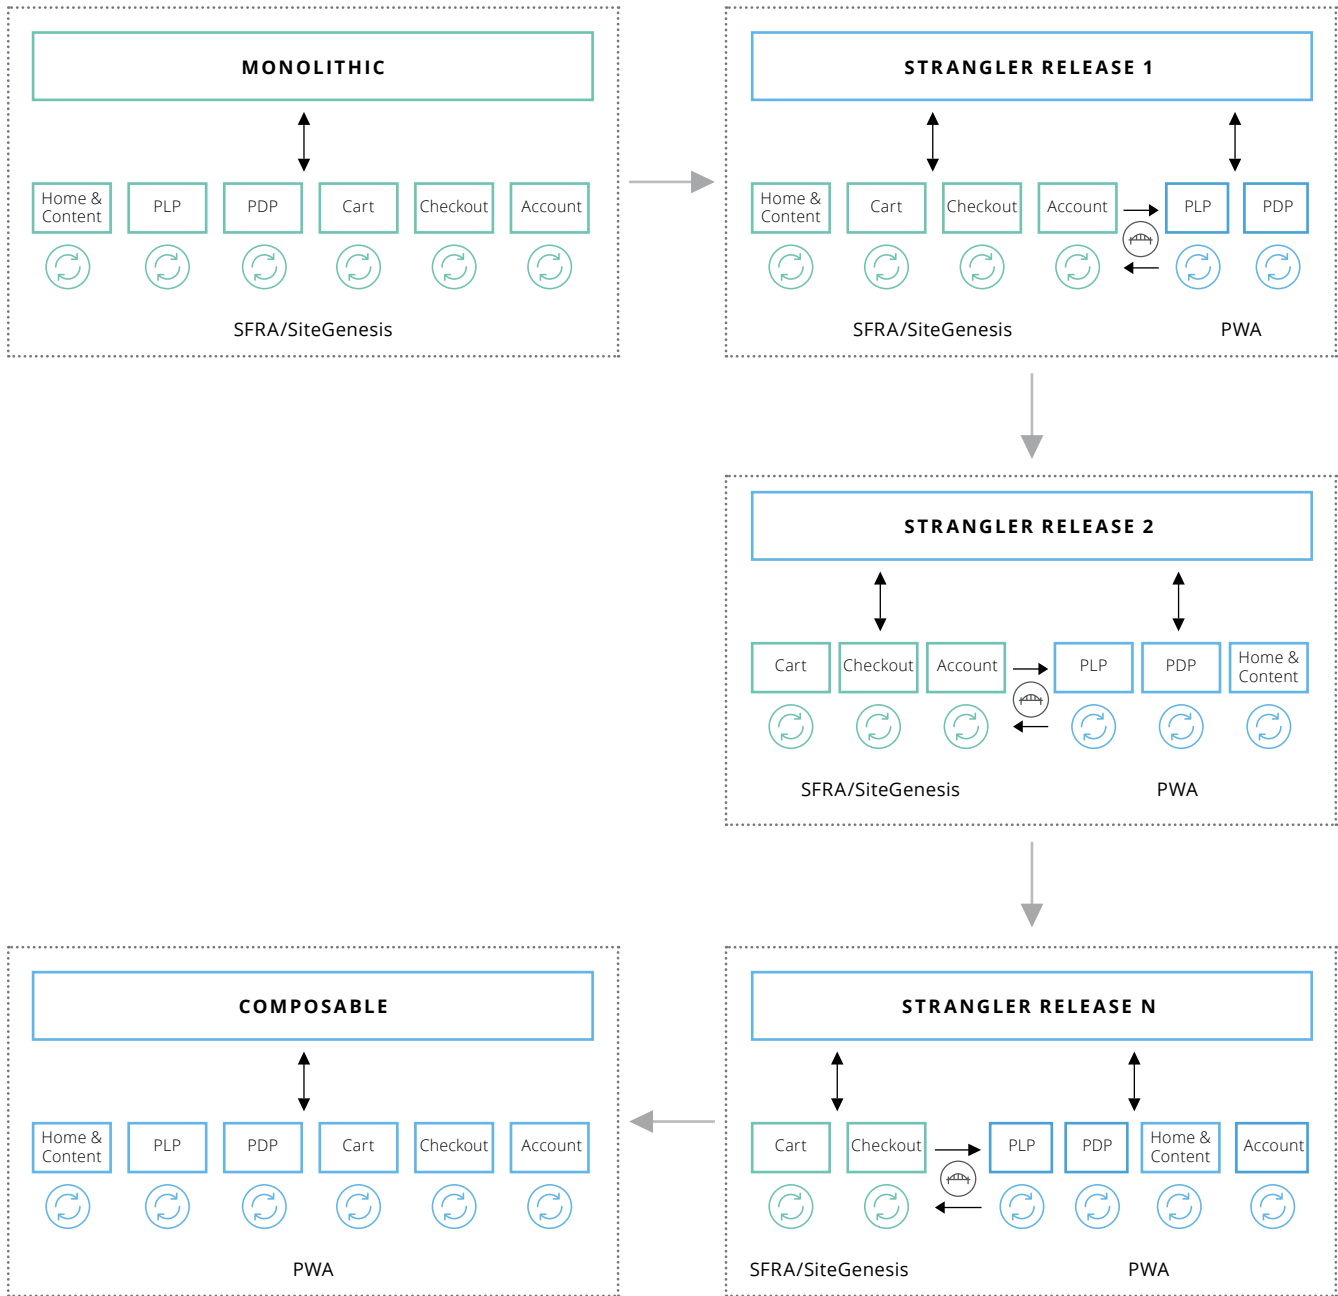 MONOLITHIC
Home &
Content
PLP
PDP
Cart
Checkout
Account
SFRA/SiteGenesis
STRANGLER RELEASE 1
Home &
Content
Cart
Checkout
Account
PLP
PDP
SFRA/SiteGenesis
PWA
STRANGLER RELEASE 2
Cart
Checkout
Account
PLP
PDP
Home &
Content
SFRA/SiteGenesis
PWA
STRANGLER RELEASE N
Cart
Checkout
PLP
PDP
Home &
Content
Account
SFRA/SiteGenesis
PWA
COMPOSABLE
Home &
Content
PLP
PDP
Cart
Checkout
Account
PWA